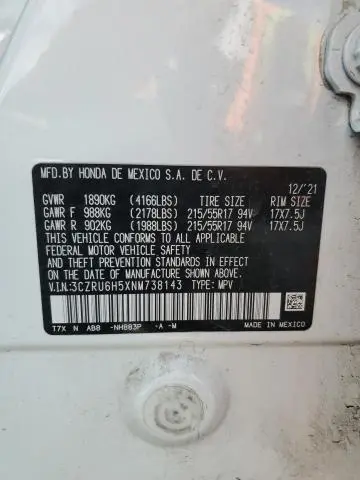 MFD.BY HONDA DE MEXICO S.A. DE C.V.
12/'21
GVWR 1890KG (4166LBS) TIRE SIZE RIM SIZE
GAWR F 988KG (2178LBS) 215/55R17 94V 17X7.5J
GAWR R 902KG (1988LBS) 215/55R17 94V 17X7.5J
THIS VEHICLE CONFORMS TO ALL APPLICABLE
FEDERAL MOTOR VEHICLE SAFETY AND
THEFT PREVENTION STANDARDS IN EFFECT
ON THE DATE OF MANUFACTURE SHOWN ABOVE.
V.I.N:3CZRU6H5XNM738143 TYPE: MPV
T7X N AB8 -NH883P -A -M
MADE IN MEXICO